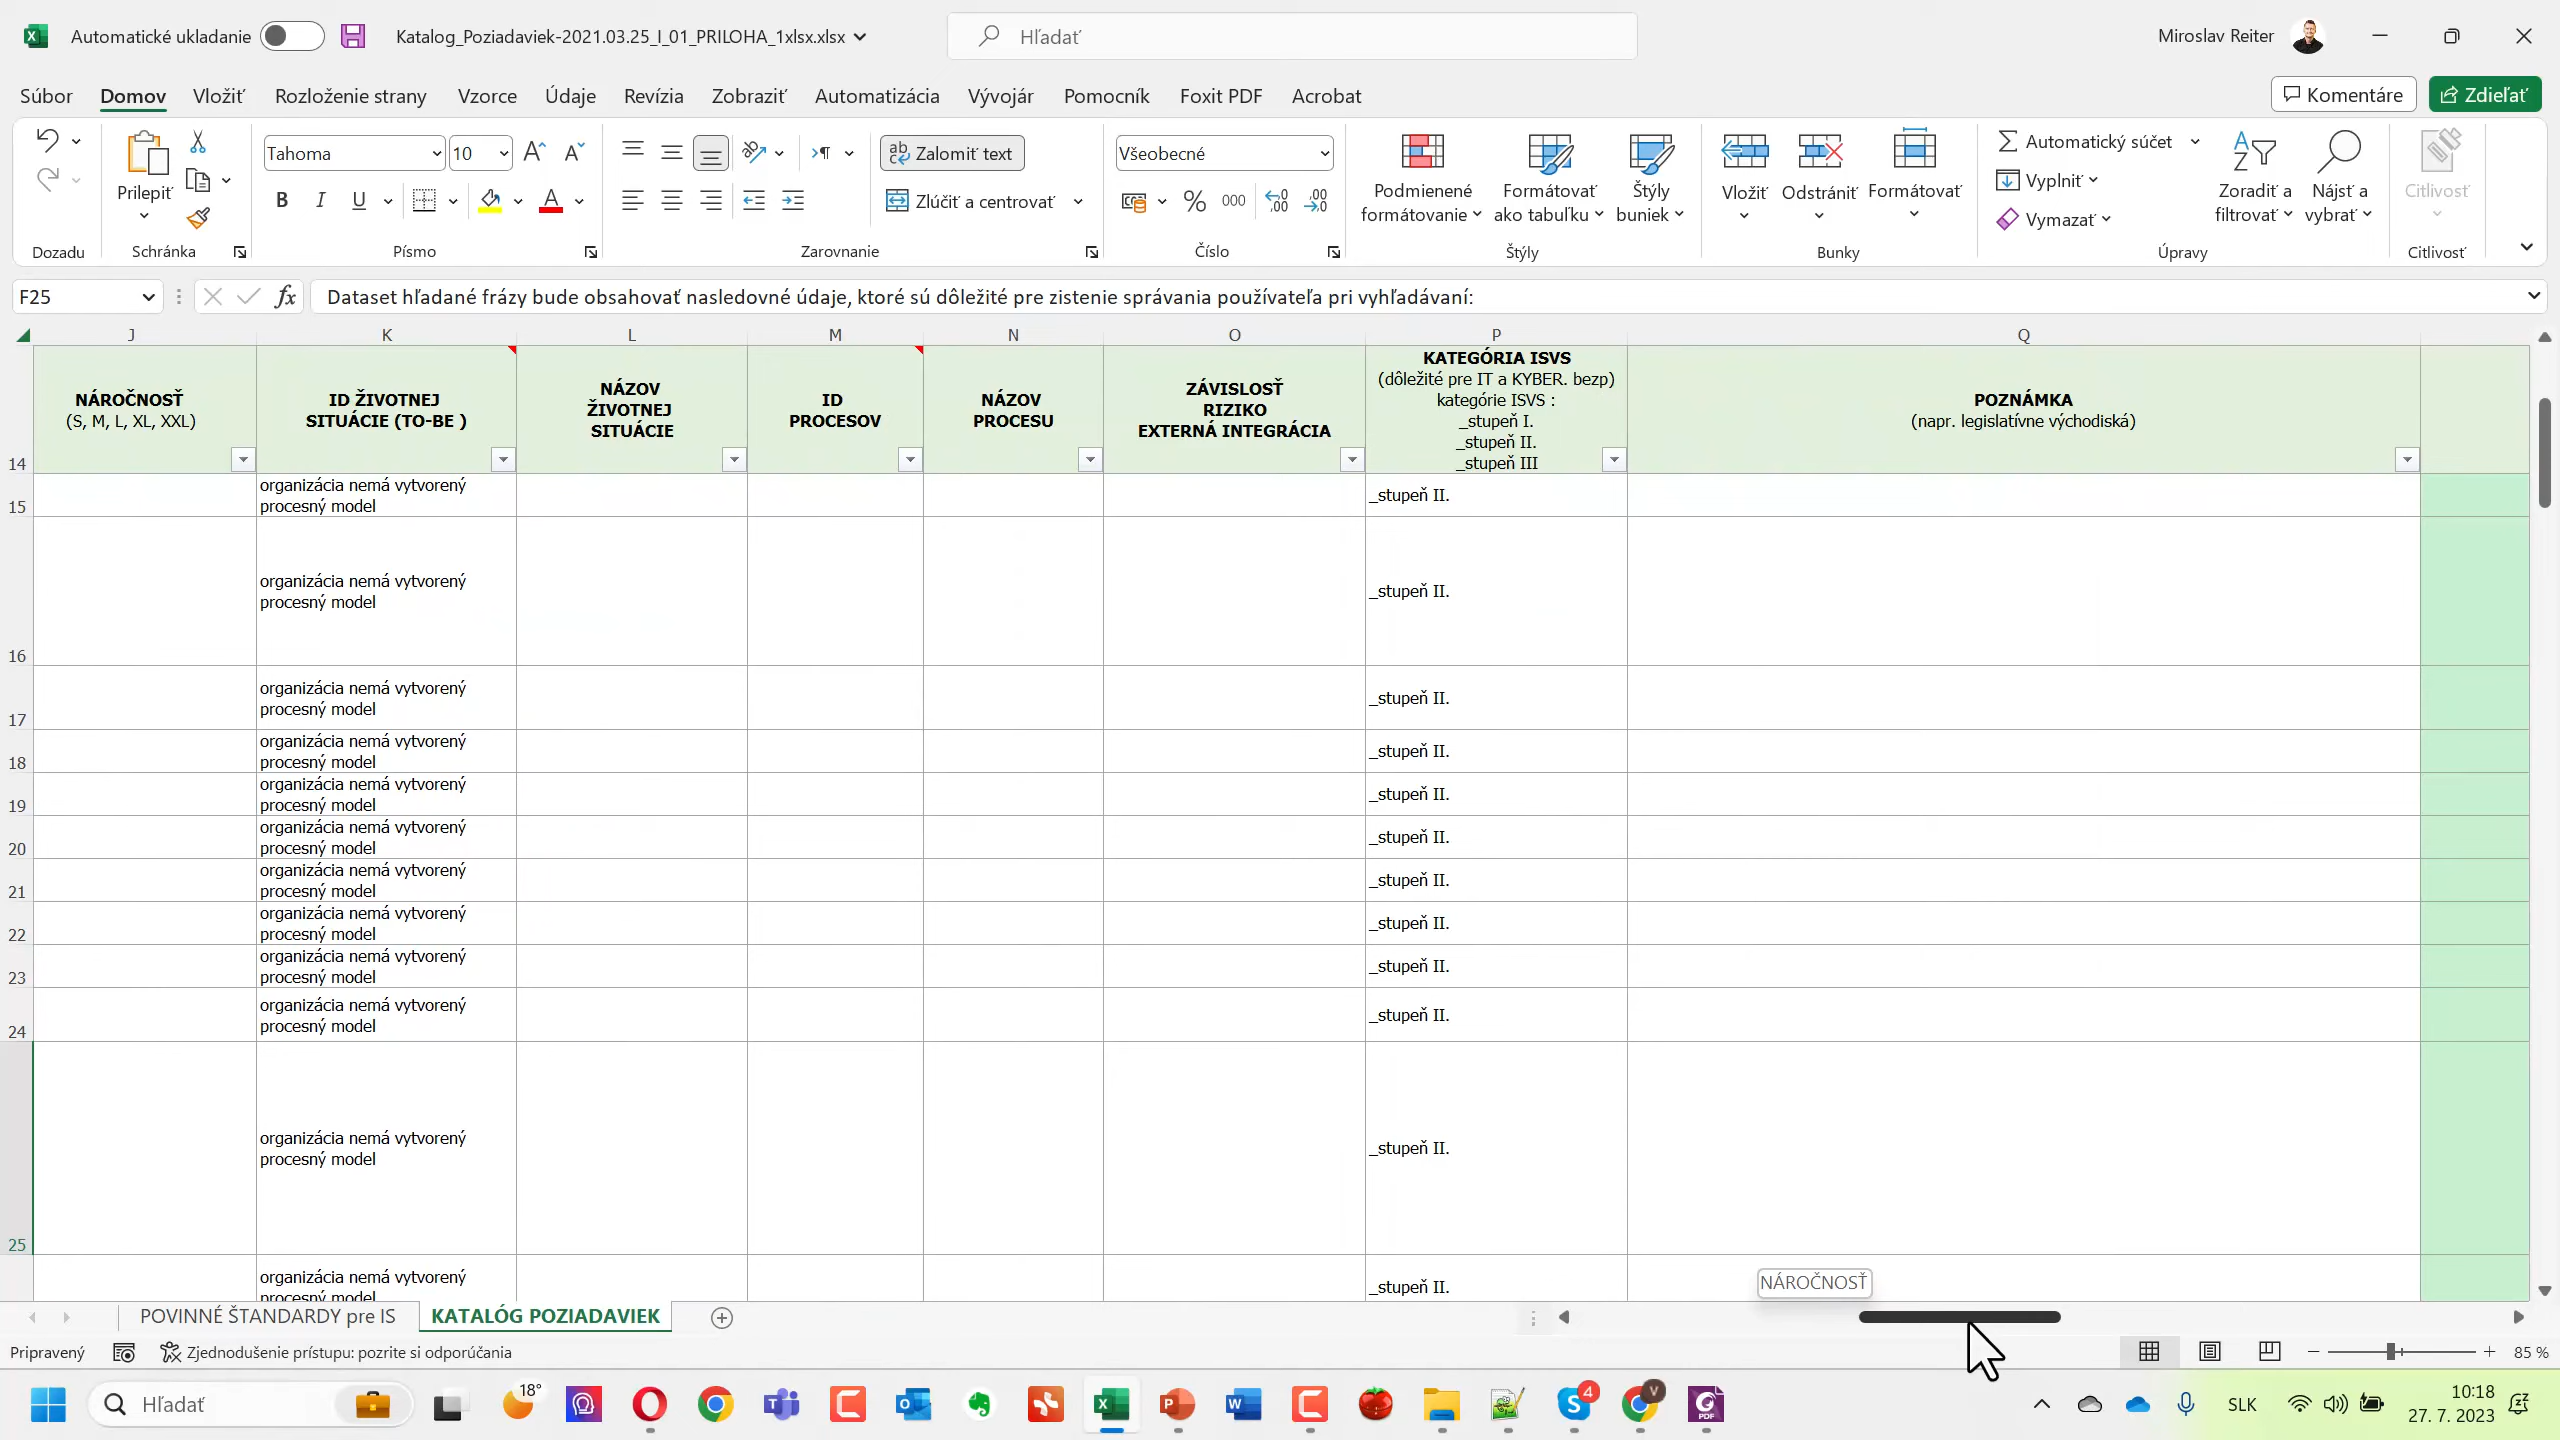 Automatické ukladanie
Katalog_Poziadaviek-2021.03.25_I_01_PRILOHA_1xlsx.xlsx
Hľadať
Miroslav Reiter
Súbor Domov Vložiť Rozloženie strany Vzorce Údaje Revízia Zobraziť Automatizácia Vývojár Pomocník Foxit PDF Acrobat
Komentáre
Zdieľať
Prilepiť
Tahoma
10
Zalomiť text
Zlúčiť a centrovať
Všeobecné
Podmienené
formátovanie
Formátovať
ako tabuľku
Štýly
buniek
Vložiť
Odstrániť
Formátovať
Automatický súčet
Vyplniť
Vymazať
Zoradiť a
filtrovať
Nájsť a
vybrať
Citlivosť
Dozadu
Schránka
Písmo
Zarovnanie
Číslo
Štýly
Bunky
Úpravy
Citlivosť
F25
Dataset hľadané frázy bude obsahovať nasledovné údaje, ktoré sú dôležité pre zistenie správania používateľa pri vyhľadávaní:
J K L M N O P Q
14
NÁROČNOSŤ
(S, M, L, XL, XXL)
ID ŽIVOTNEJ
SITUÁCIE (TO-BE )
NÁZOV
ŽIVOTNEJ
SITUÁCIE
ID
PROCESOV
NÁZOV
PROCESU
ZÁVISLOSŤ
RIZIKO
EXTERNÁ INTEGRÁCIA
KATEGÓRIA ISVS
(dôležité pre IT a KYBER. bezp)
kategórie ISVS :
_stupeň I.
_stupeň II.
_stupeň III
POZNÁMKA
(napr. legislatívne východiská)
15
organizácia nemá vytvorený
procesný model
_stupeň II.
16
organizácia nemá vytvorený
procesný model
_stupeň II.
17
organizácia nemá vytvorený
procesný model
_stupeň II.
18
organizácia nemá vytvorený
procesný model
_stupeň II.
19
organizácia nemá vytvorený
procesný model
_stupeň II.
20
organizácia nemá vytvorený
procesný model
_stupeň II.
21
organizácia nemá vytvorený
procesný model
_stupeň II.
22
organizácia nemá vytvorený
procesný model
_stupeň II.
23
organizácia nemá vytvorený
procesný model
_stupeň II.
24
organizácia nemá vytvorený
procesný model
_stupeň II.
25
organizácia nemá vytvorený
procesný model
_stupeň II.
organizácia nemá vytvorený
procesný model
_stupeň II.
NÁROČNOSŤ
POVINNÉ ŠTANDARDY pre IS
KATALÓG POZIADAVIEK
Pripravený
Zjednodušenie prístupu: pozrite si odporúčania
85 %
Hľadať
18°
4
V
SLK
10:18
27. 7. 2023